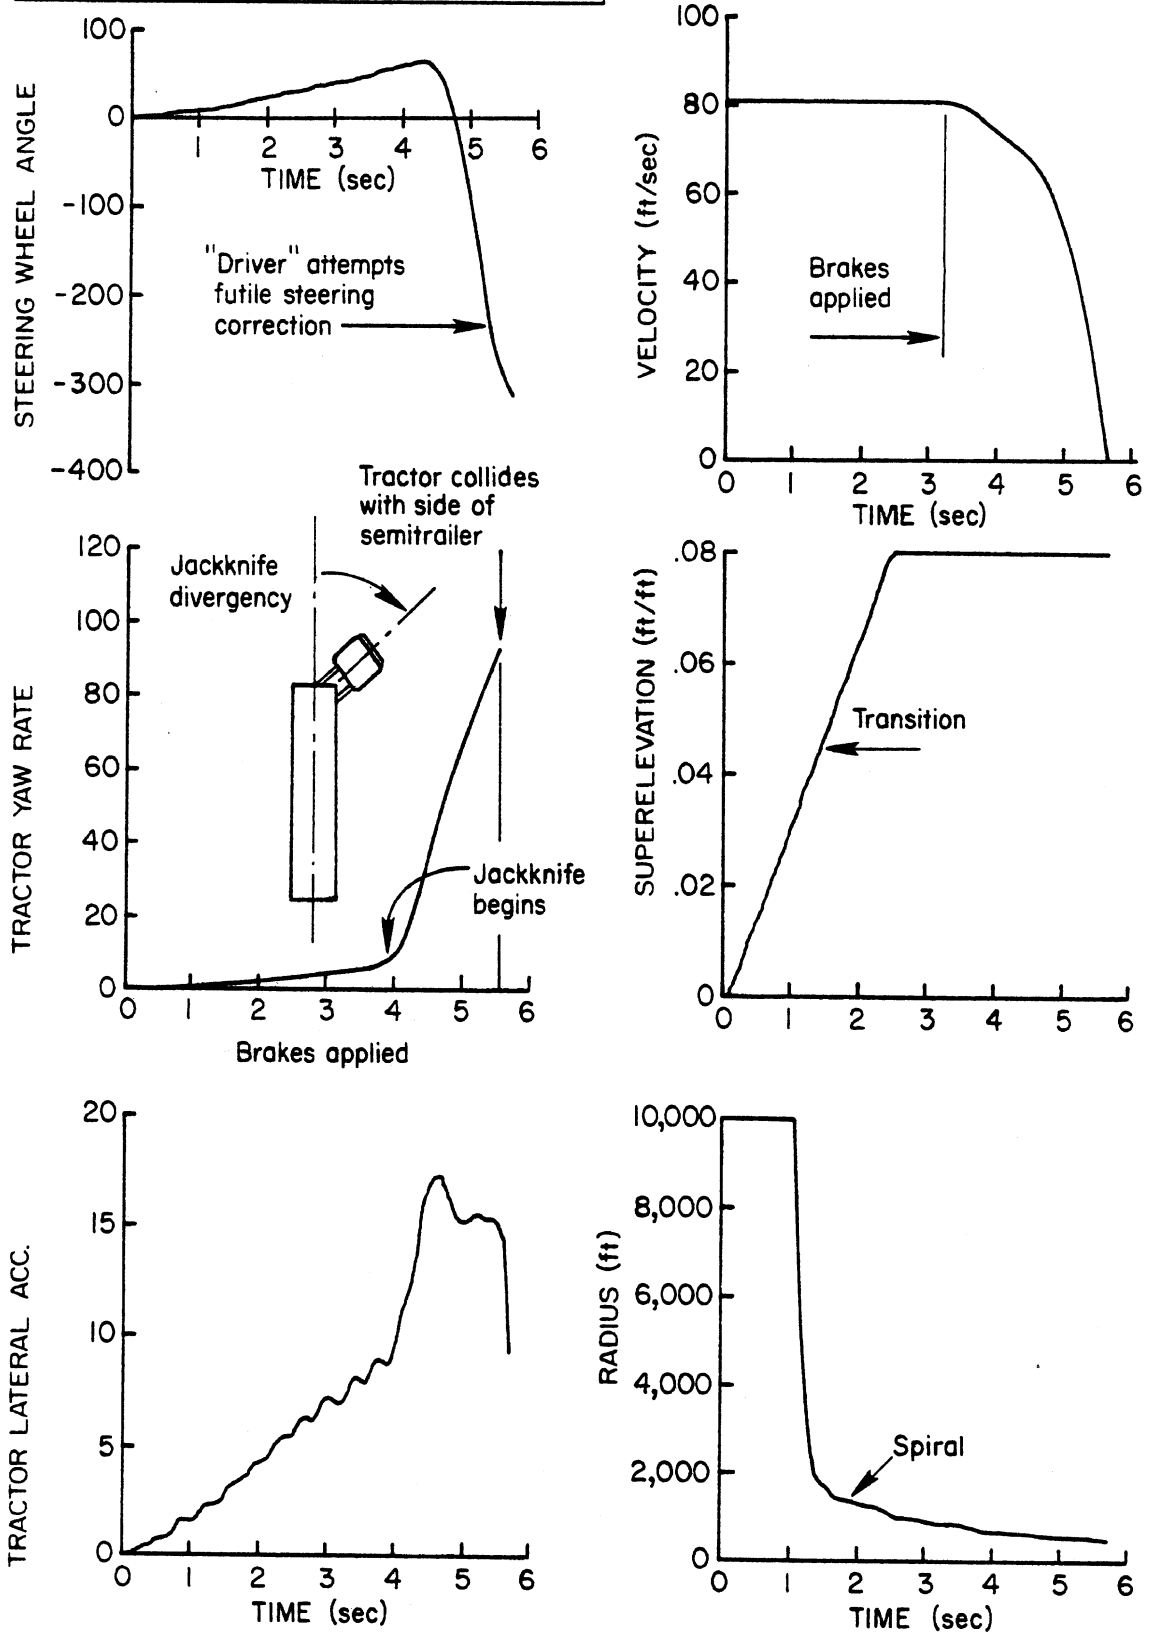 100
0
-100
-200
-300
-400
1 2 3 4 5 6
TIME (sec)
STEERING WHEEL ANGLE
"Driver" attempts
futile steering
correction
100
80
60
40
20
0
0 1 2 3 4 5 6
TIME (sec)
VELOCITY (ft/sec)
Brakes
applied
Tractor collides
with side of
semitrailer
Jackknife
divergency
120
100
80
60
40
20
0
0 1 2 3 4 5 6
TRACTOR YAW RATE
Jackknife
begins
Brakes applied
.08
.06
.04
.02
0
0 1 2 3 4 5 6
SUPERELEVATION (ft/ft)
Transition
20
15
10
5
0
0 1 2 3 4 5 6
TIME (sec)
TRACTOR LATERAL ACC.
10,000
8,000
6,000
4,000
2,000
0
0 1 2 3 4 5 6
TIME (sec)
RADIUS (ft)
Spiral